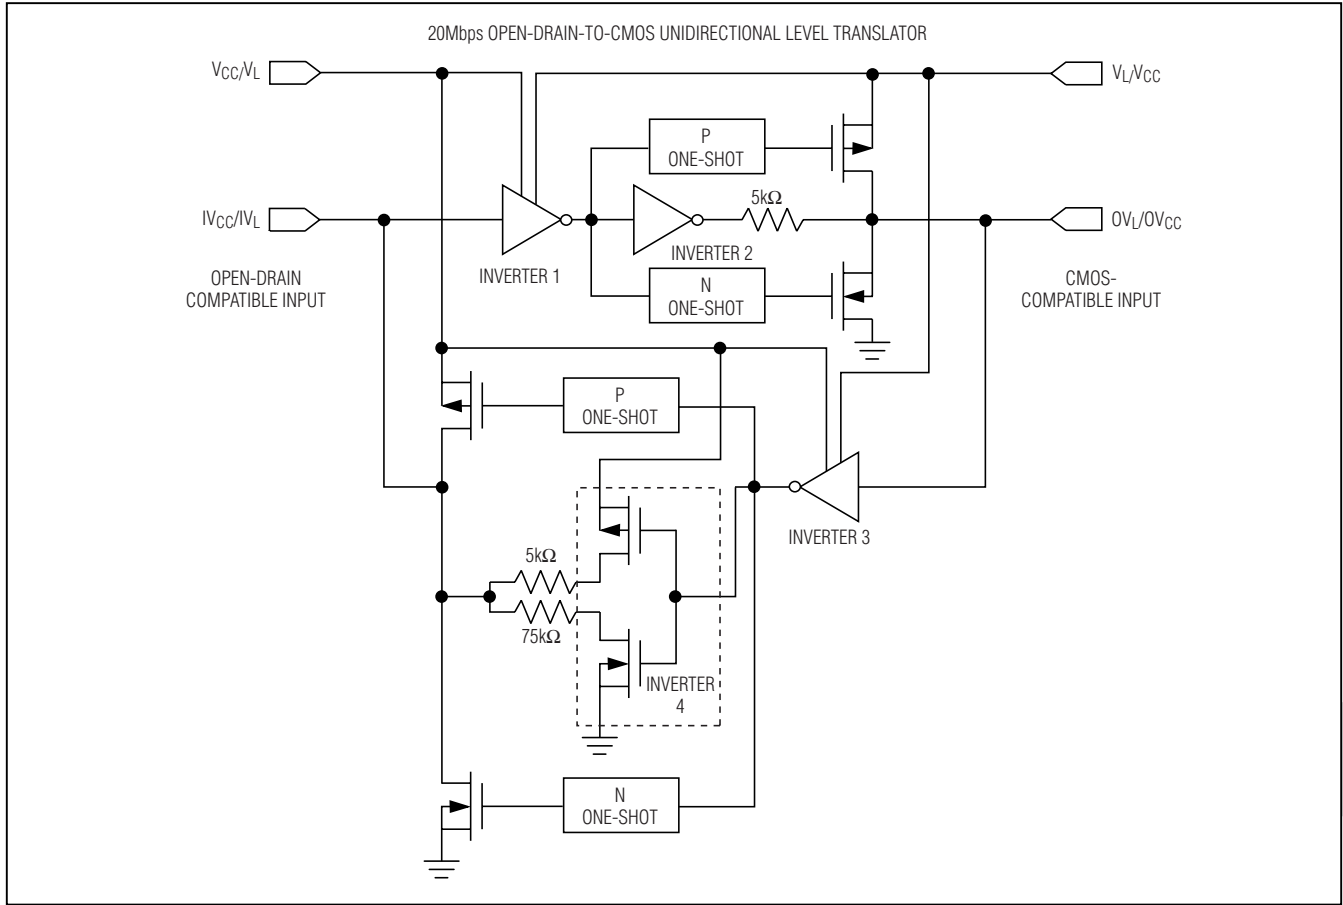 20Mbps OPEN-DRAIN-TO-CMOS UNIDIRECTIONAL LEVEL TRANSLATOR
VCC/VL
VL/VCC
P
ONE-SHOT
IVCC/IVL
5kΩ
OVL/OVCC
INVERTER 1
INVERTER 2
OPEN-DRAIN
COMPATIBLE INPUT
N
ONE-SHOT
CMOS-
COMPATIBLE INPUT
P
ONE-SHOT
INVERTER 3
5kΩ
75kΩ
INVERTER
4
N
ONE-SHOT